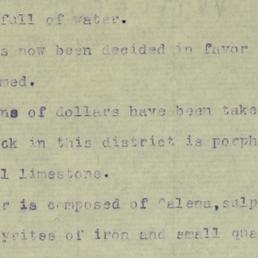 full of water.
s now been decided in favor
med.
ns of dollars have been take
ck in this district is porph
l limestone.
r is composed of Galena,sulp
yrites of iron and small qua